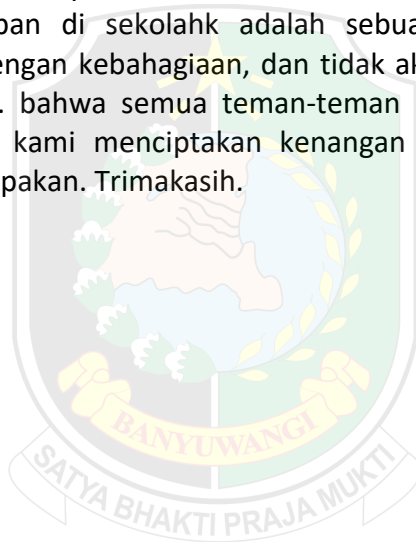 pan di sekolahk adalah sebua
engan kebahagiaan, dan tidak ak
. bahwa semua teman-teman
kami menciptakan kenangan
pakan. Trimakasih.
BANYUWANGI
SATYA BHAKTI PRAJA MUKTI